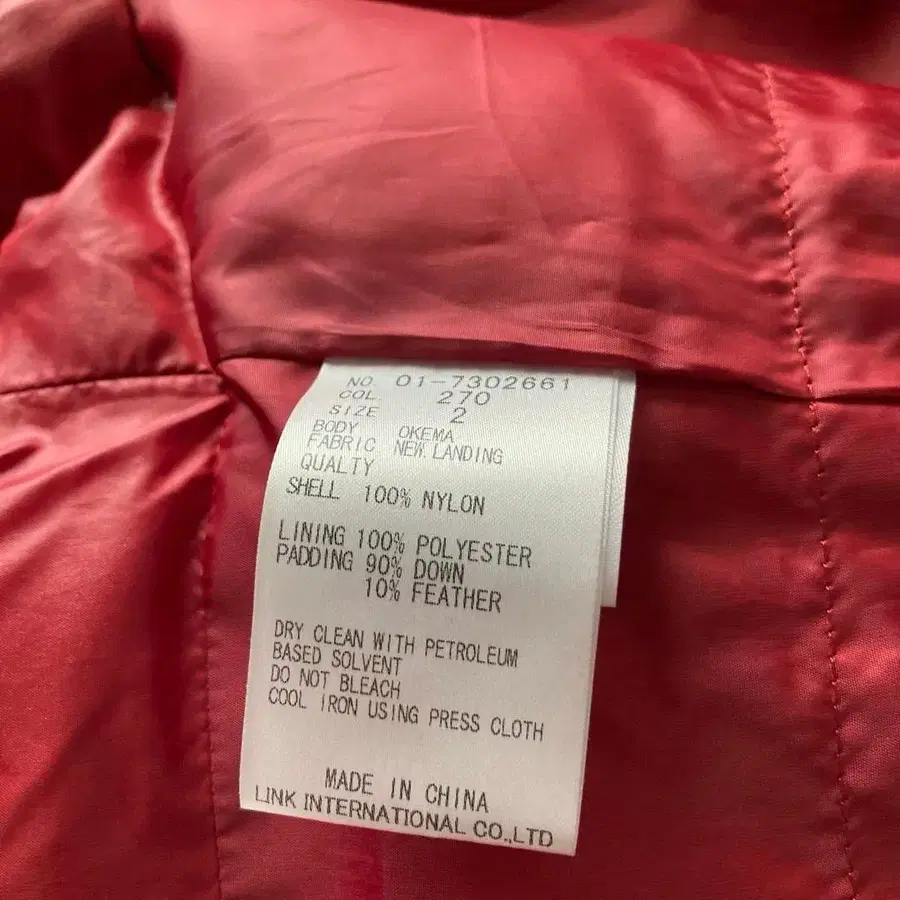 NO. 01-7302661
COL 270
SIZE 2
BODY OKEMA
FABRIC NEW.LANDING
QUALTY
SHELL 100% NYLON
LINING 100% POLYESTER
PADDING 90% DOWN
10% FEATHER
DRY CLEAN WITH PETROLEUM
BASED SOLVENT
DO NOT BLEACH
COOL IRON USING PRESS CLOTH
MADE IN CHINA
LINK INTERNATIONAL CO.,LTD